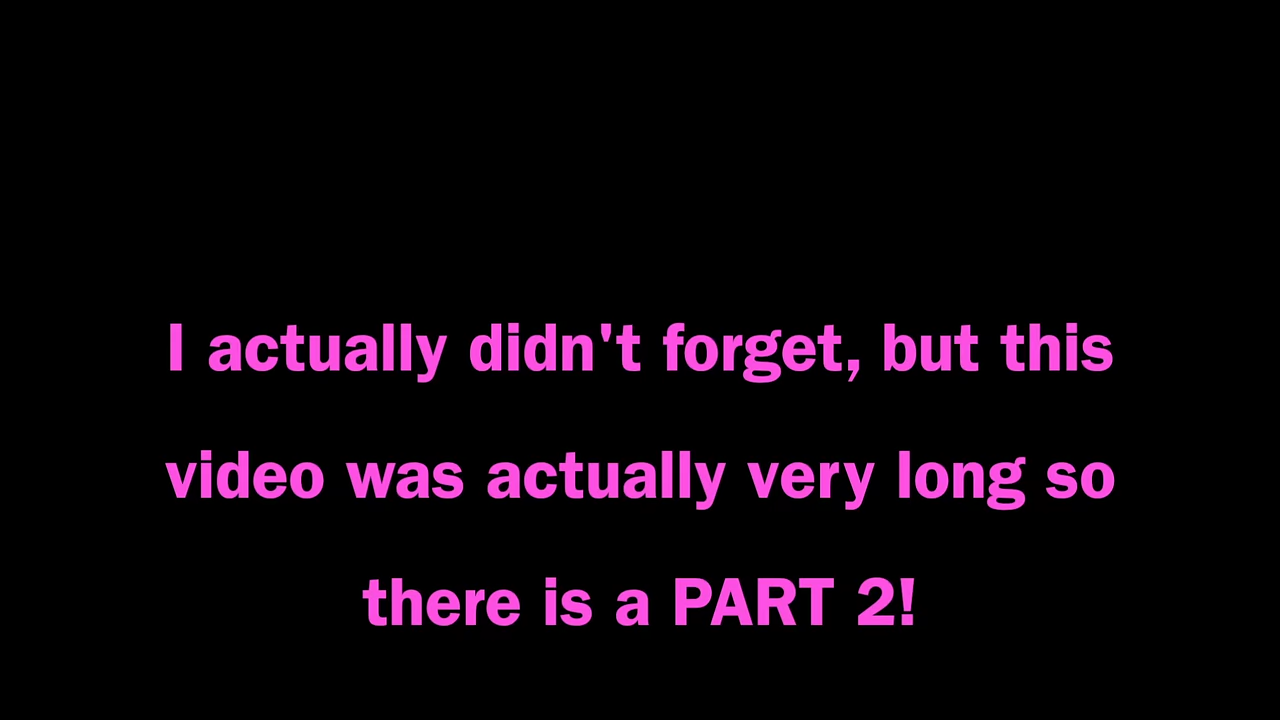 I actually didn't forget, but this
video was actually very long so
there is a PART 2!